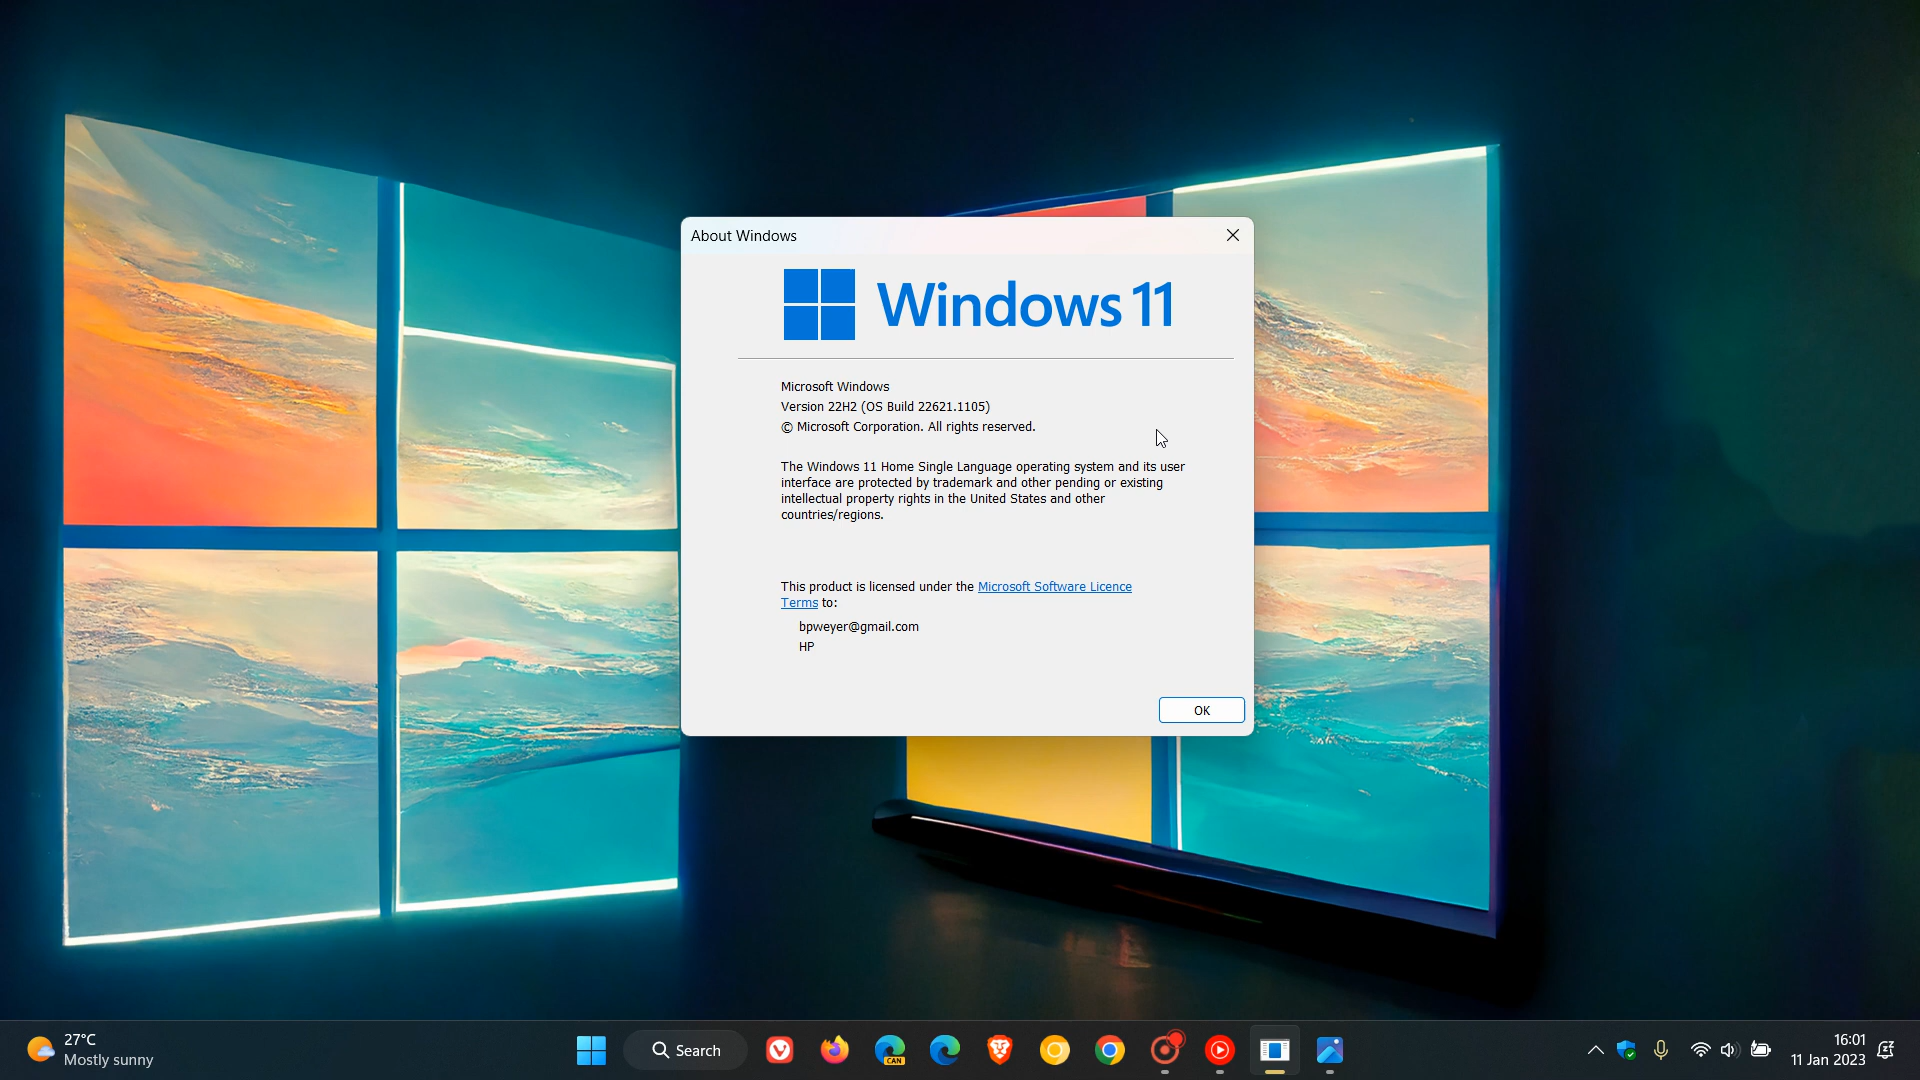 About Windows
Windows 11
Microsoft Windows
Version 22H2 (OS Build 22621.1105)
© Microsoft Corporation. All rights reserved.
The Windows 11 Home Single Language operating system and its user
interface are protected by trademark and other pending or existing
intellectual property rights in the United States and other
countries/regions.
This product is licensed under the Microsoft Software Licence
Terms to:
bpweyer@gmail.com
HP
OK
27°C
Mostly sunny
Search
CAN
16:01
11 Jan 2023